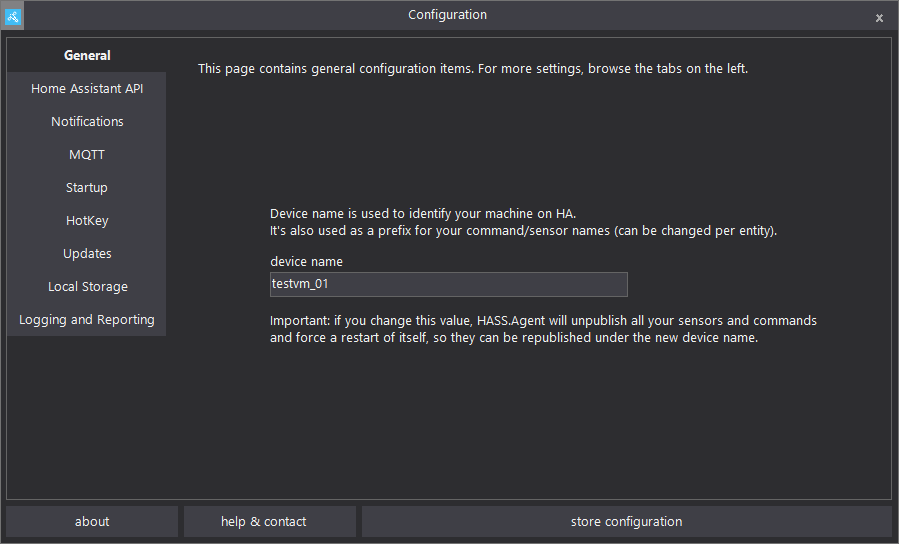 Configuration
x
General
Home Assistant API
Notifications
MQTT
Startup
HotKey
Updates
Local Storage
Logging and Reporting
This page contains general configuration items. For more settings, browse the tabs on the left.
Device name is used to identify your machine on HA.
It's also used as a prefix for your command/sensor names (can be changed per entity).
device name
testvm_01
Important: if you change this value, HASS.Agent will unpublish all your sensors and commands
and force a restart of itself, so they can be republished under the new device name.
about
help & contact
store configuration